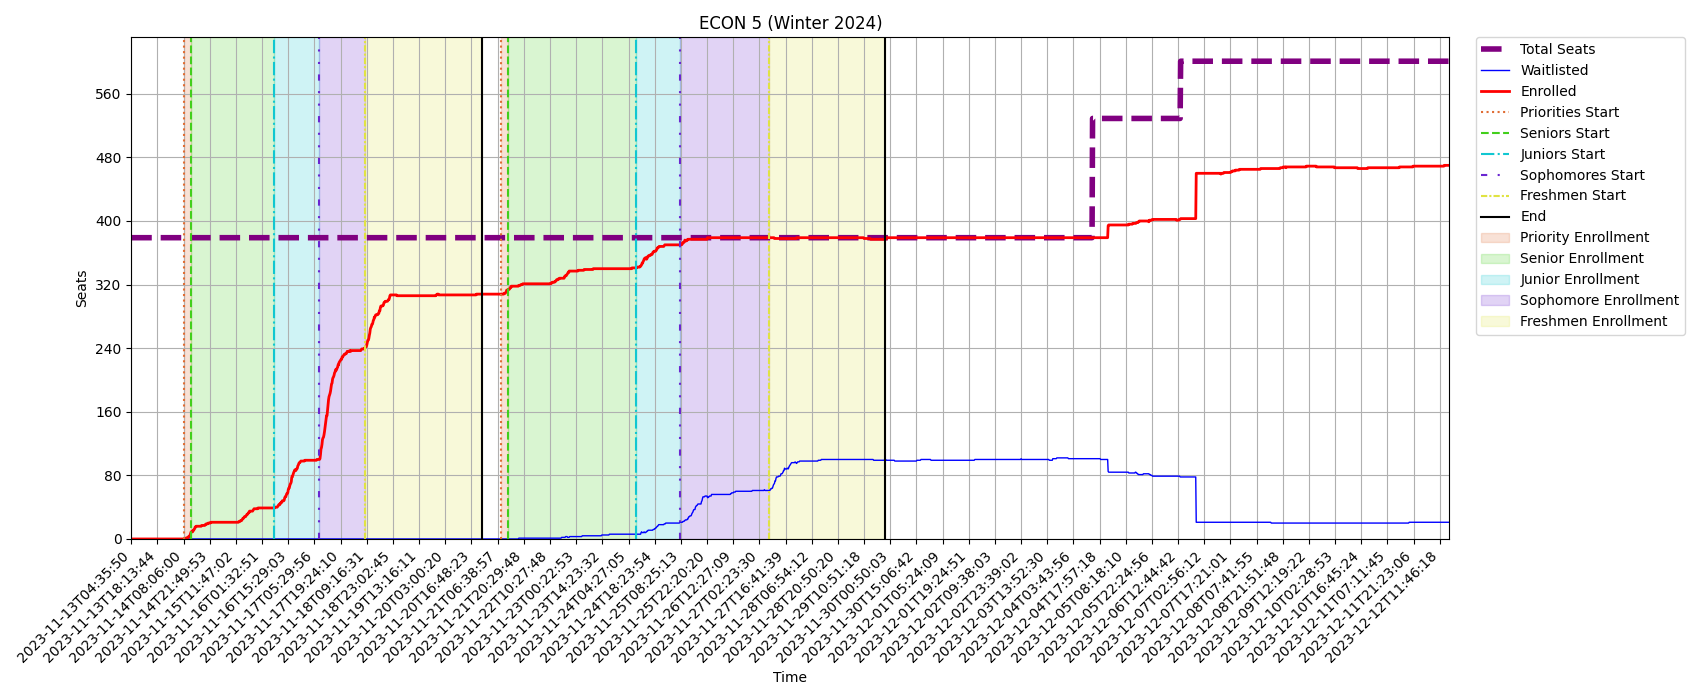 ECON 5 (Winter 2024)
Seats
560
480
400
320
240
160
80
0
2023-11-13T04:35:50
2023-11-13T18:13:44
2023-11-14T08:06:00
2023-11-14T21:49:53
2023-11-15T11:47:02
2023-11-16T01:32:51
2023-11-16T15:29:03
2023-11-17T05:29:56
2023-11-17T19:24:10
2023-11-18T09:16:31
2023-11-18T23:02:45
2023-11-19T13:16:11
2023-11-20T03:00:20
2023-11-20T16:48:23
2023-11-21T06:38:57
2023-11-21T20:29:48
2023-11-22T10:27:48
2023-11-23T00:22:53
2023-11-23T14:23:32
2023-11-24T04:27:05
2023-11-24T18:23:54
2023-11-25T08:25:13
2023-11-25T22:20:20
2023-11-26T12:27:09
2023-11-27T02:23:30
2023-11-27T16:41:39
2023-11-28T06:54:12
2023-11-28T20:50:20
2023-11-29T10:51:18
2023-11-30T00:50:03
2023-11-30T15:06:42
2023-12-01T05:24:09
2023-12-01T19:24:51
2023-12-02T09:38:03
2023-12-02T23:39:02
2023-12-03T13:52:30
2023-12-04T03:43:56
2023-12-04T17:57:18
2023-12-05T08:18:10
2023-12-05T22:24:56
2023-12-06T12:44:42
2023-12-07T02:56:12
2023-12-07T17:21:01
2023-12-08T07:41:55
2023-12-08T21:51:48
2023-12-09T12:19:22
2023-12-10T02:28:53
2023-12-10T16:45:24
2023-12-11T07:11:45
2023-12-11T21:23:06
2023-12-12T11:46:18
Time
Total Seats
Waitlisted
Enrolled
Priorities Start
Seniors Start
Juniors Start
Sophomores Start
Freshmen Start
End
Priority Enrollment
Senior Enrollment
Junior Enrollment
Sophomore Enrollment
Freshmen Enrollment